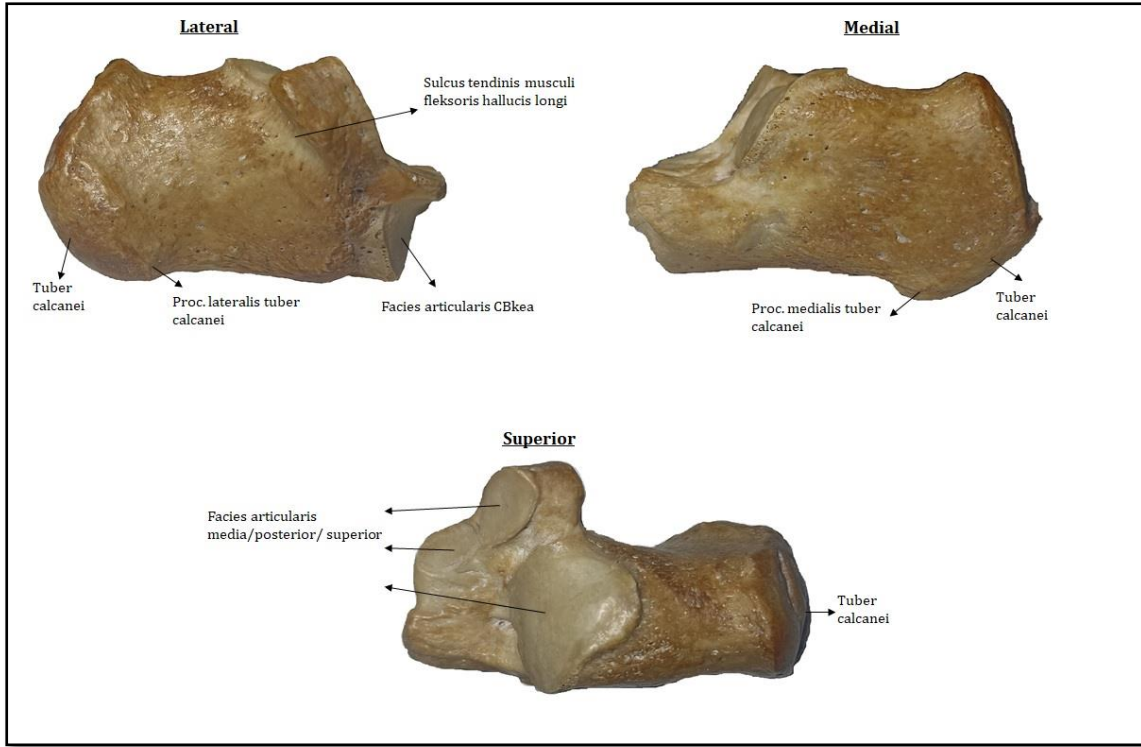 Lateral
Sulcus tendinis musculi
fleksoris hallucis longi
Tuber
calcanei
Proc. lateralis tuber
calcanei
Facies articularis CBkea
Medial
Proc. medialis tuber
calcanei
Tuber
calcanei
Superior
Facies articularis
media/posterior/ superior
Tuber
calcanei